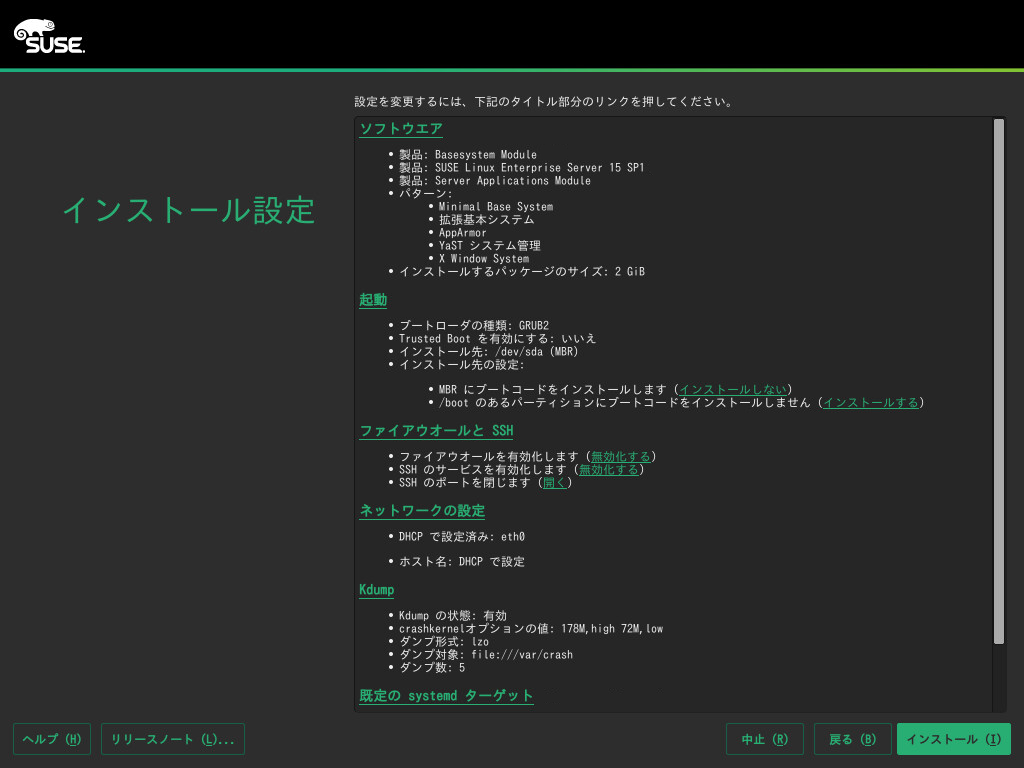 SUSE.
設定を変更するには、下記のタイトル部分のリンクを押してください。
インストール設定
ソフトウエア
• 製品: Basesystem Module
• 製品: SUSE Linux Enterprise Server 15 SP1
• 製品: Server Applications Module
• パターン:
• Minimal Base System
• 拡張基本システム
• AppArmor
• YaST システム管理
• X Window System
• インストールするパッケージのサイズ: 2 GiB
起動
• ブートローダの種類: GRUB2
• Trusted Boot を有効にする: いいえ
• インストール先: /dev/sda (MBR)
• インストール先の設定:
• MBR にブートコードをインストールします (インストールしない)
• /boot のあるパーティションにブートコードをインストールしません (インストールする)
ファイアウオールと SSH
• ファイアウオールを有効化します (無効化する)
• SSH のサービスを有効化します (無効化する)
• SSH のポートを閉じます (開く)
ネットワークの設定
• DHCP で設定済み: eth0
• ホスト名: DHCP で設定
Kdump
• Kdump の状態: 有効
• crashkernelオプションの値: 178M,high 72M,low
• ダンプ形式: lzo
• ダンプ対象: file:///var/crash
• ダンプ数: 5
既定の systemd ターゲット
ヘルプ (H) リリースノート (L)... 中止 (R) 戻る (B) インストール (I)